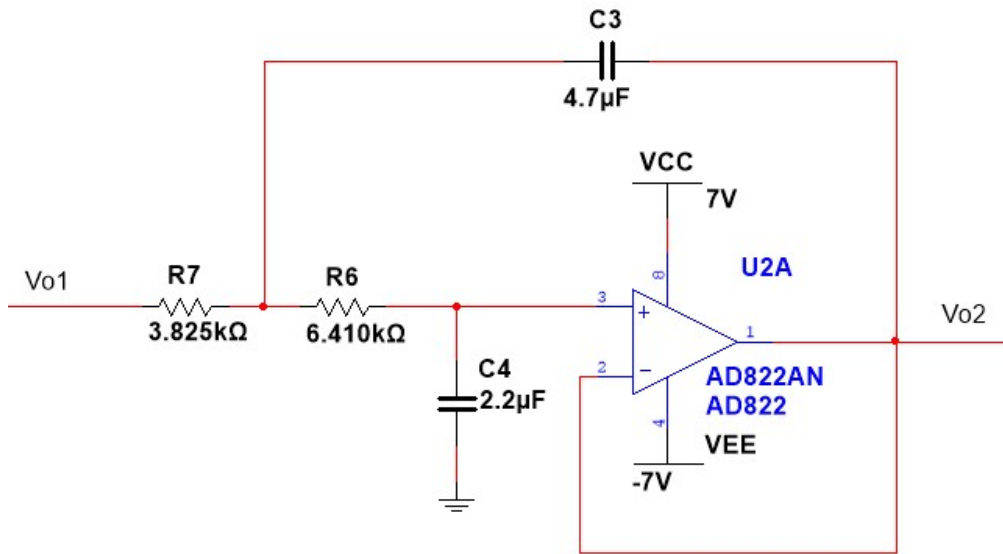 C3
4.7µF
VCC
7V
U2A
Vo1
R7
R6
8
3.825kΩ
6.410kΩ
3
+
1
Vo2
C4
2.2µF
2
−
AD822AN
AD822
4
VEE
-7V